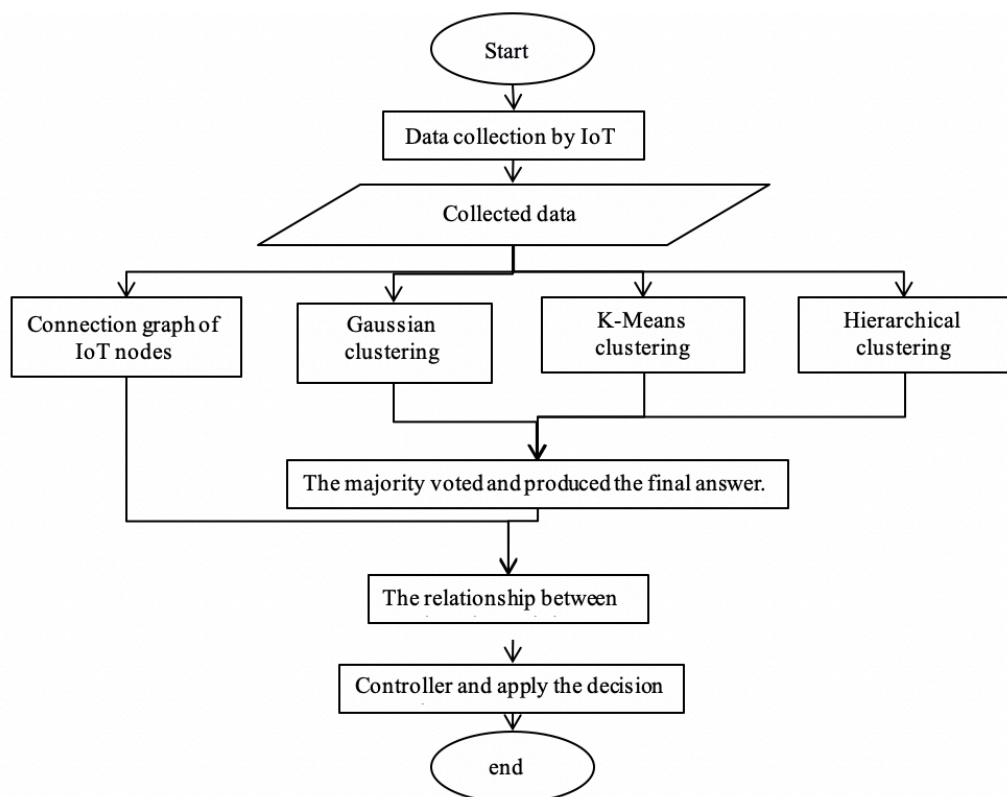 Start
Data collection by IoT
Collected data
Connection graph of
IoT nodes
Gaussian
clustering
K-Means
clustering
Hierarchical
clustering
The majority voted and produced the final answer.
The relationship between
Controller and apply the decision
end